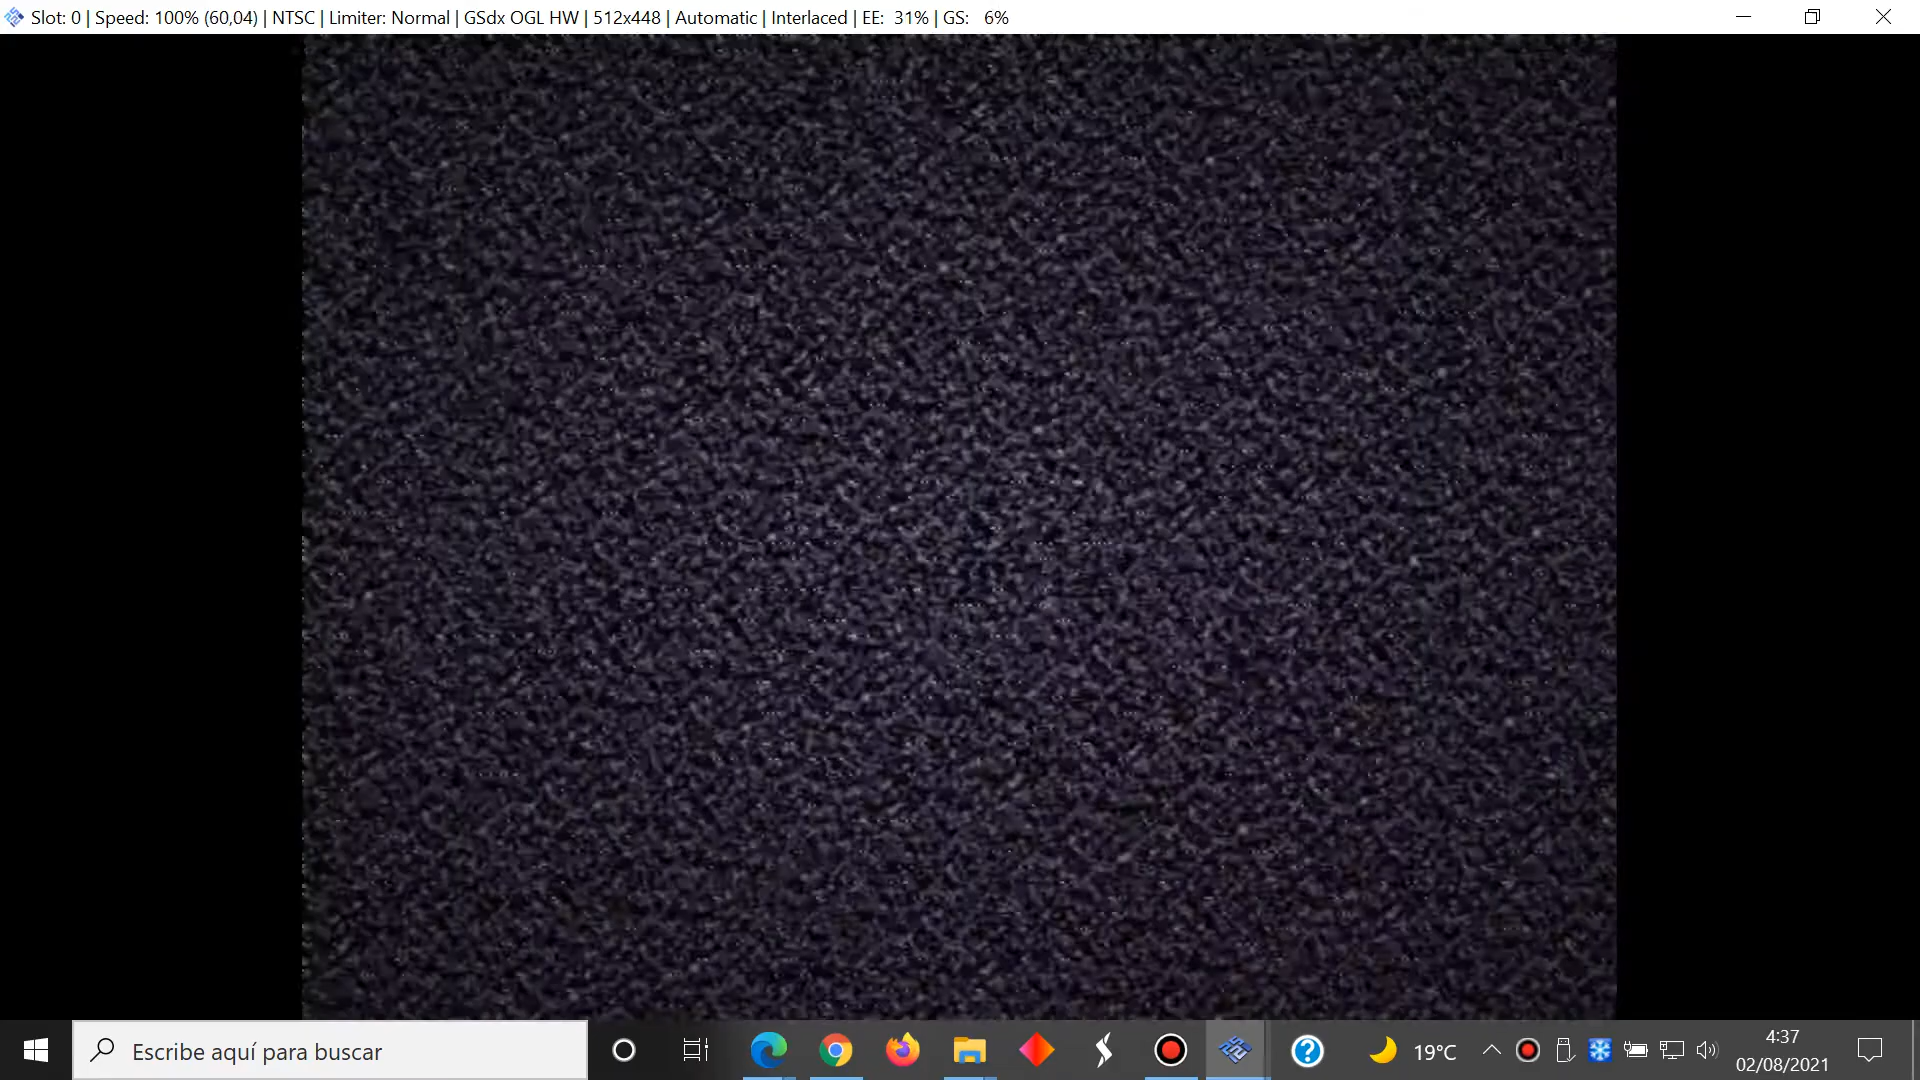 Slot: 0 | Speed: 100% (60,04) | NTSC | Limiter: Normal | GSdx OGL HW | 512x448 | Automatic | Interlaced | EE: 31% | GS: 6%
Escribe aquí para buscar
19°C
4:37
02/08/2021